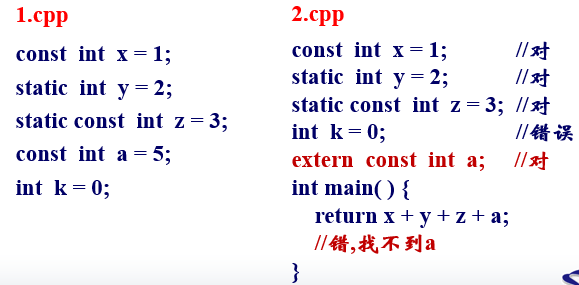 1.cpp
const int x = 1;
static int y = 2;
static const int z = 3;
const int a = 5;
int k = 0;
2.cpp
const int x = 1; //对
static int y = 2; //对
static const int z = 3; //对
int k = 0; //错误
extern const int a; //对
int main( ) {
return x + y + z + a;
//错,找不到a
}